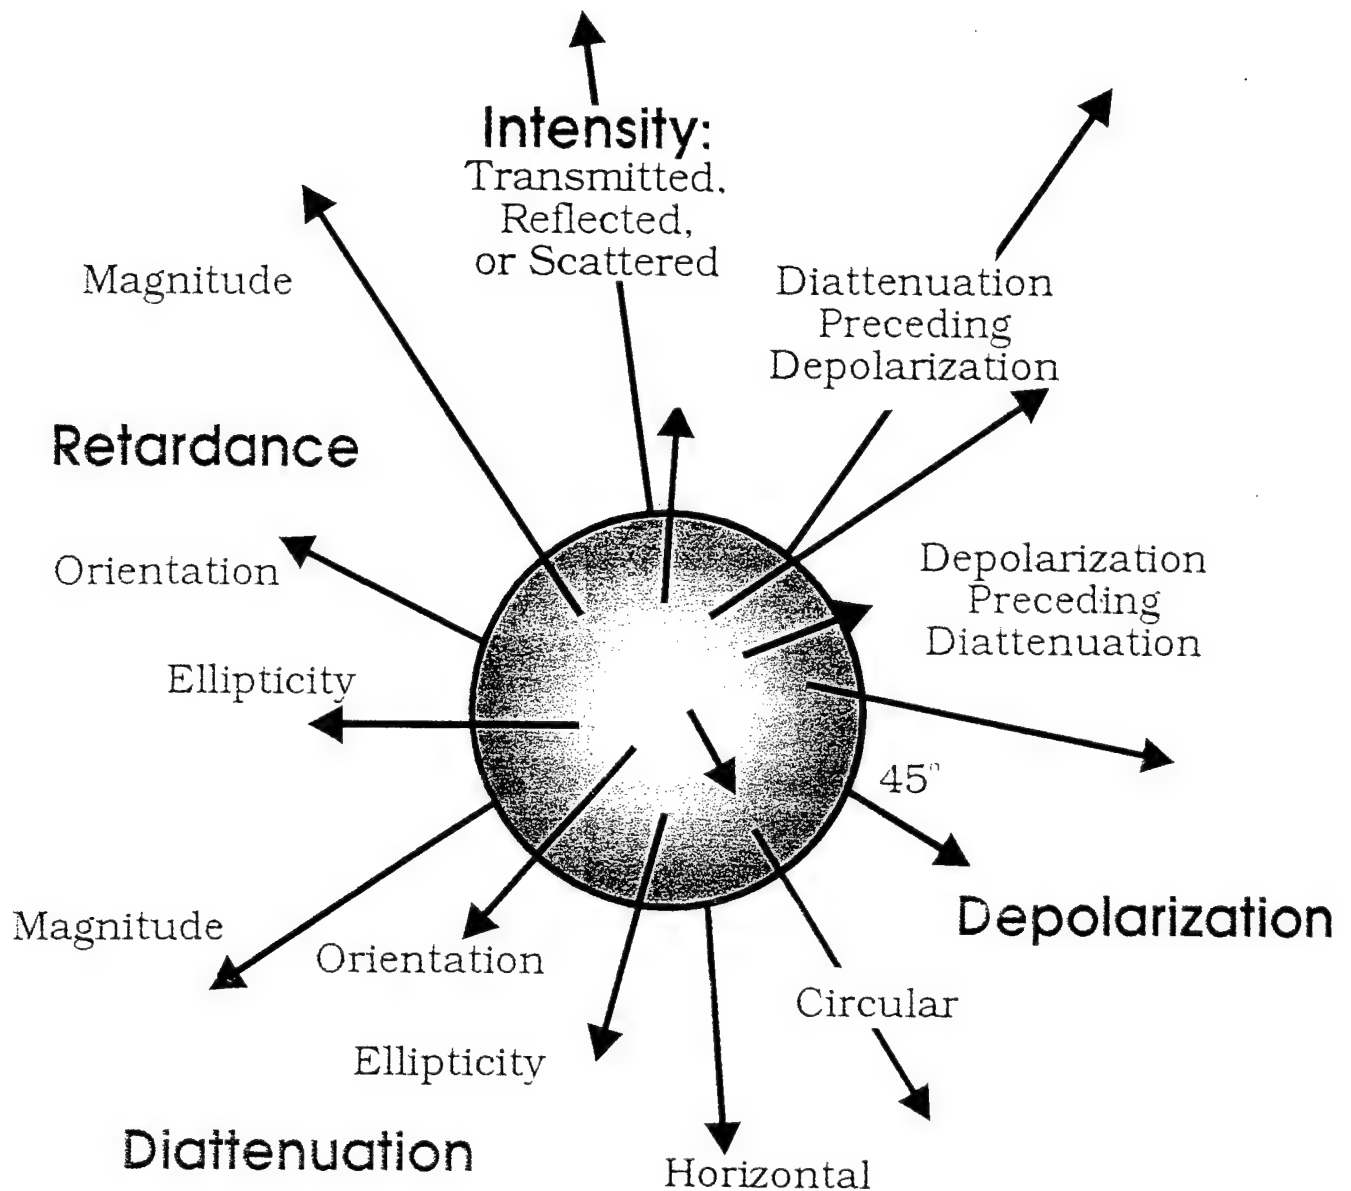 Intensity:
Transmitted,
Reflected,
or Scattered
Magnitude
Diattenuation
Preceding
Depolarization
Retardance
Orientation
Depolarization
Preceding
Diattenuation
Ellipticity
45°
Magnitude
Orientation
Depolarization
Circular
Ellipticity
Diattenuation
Horizontal